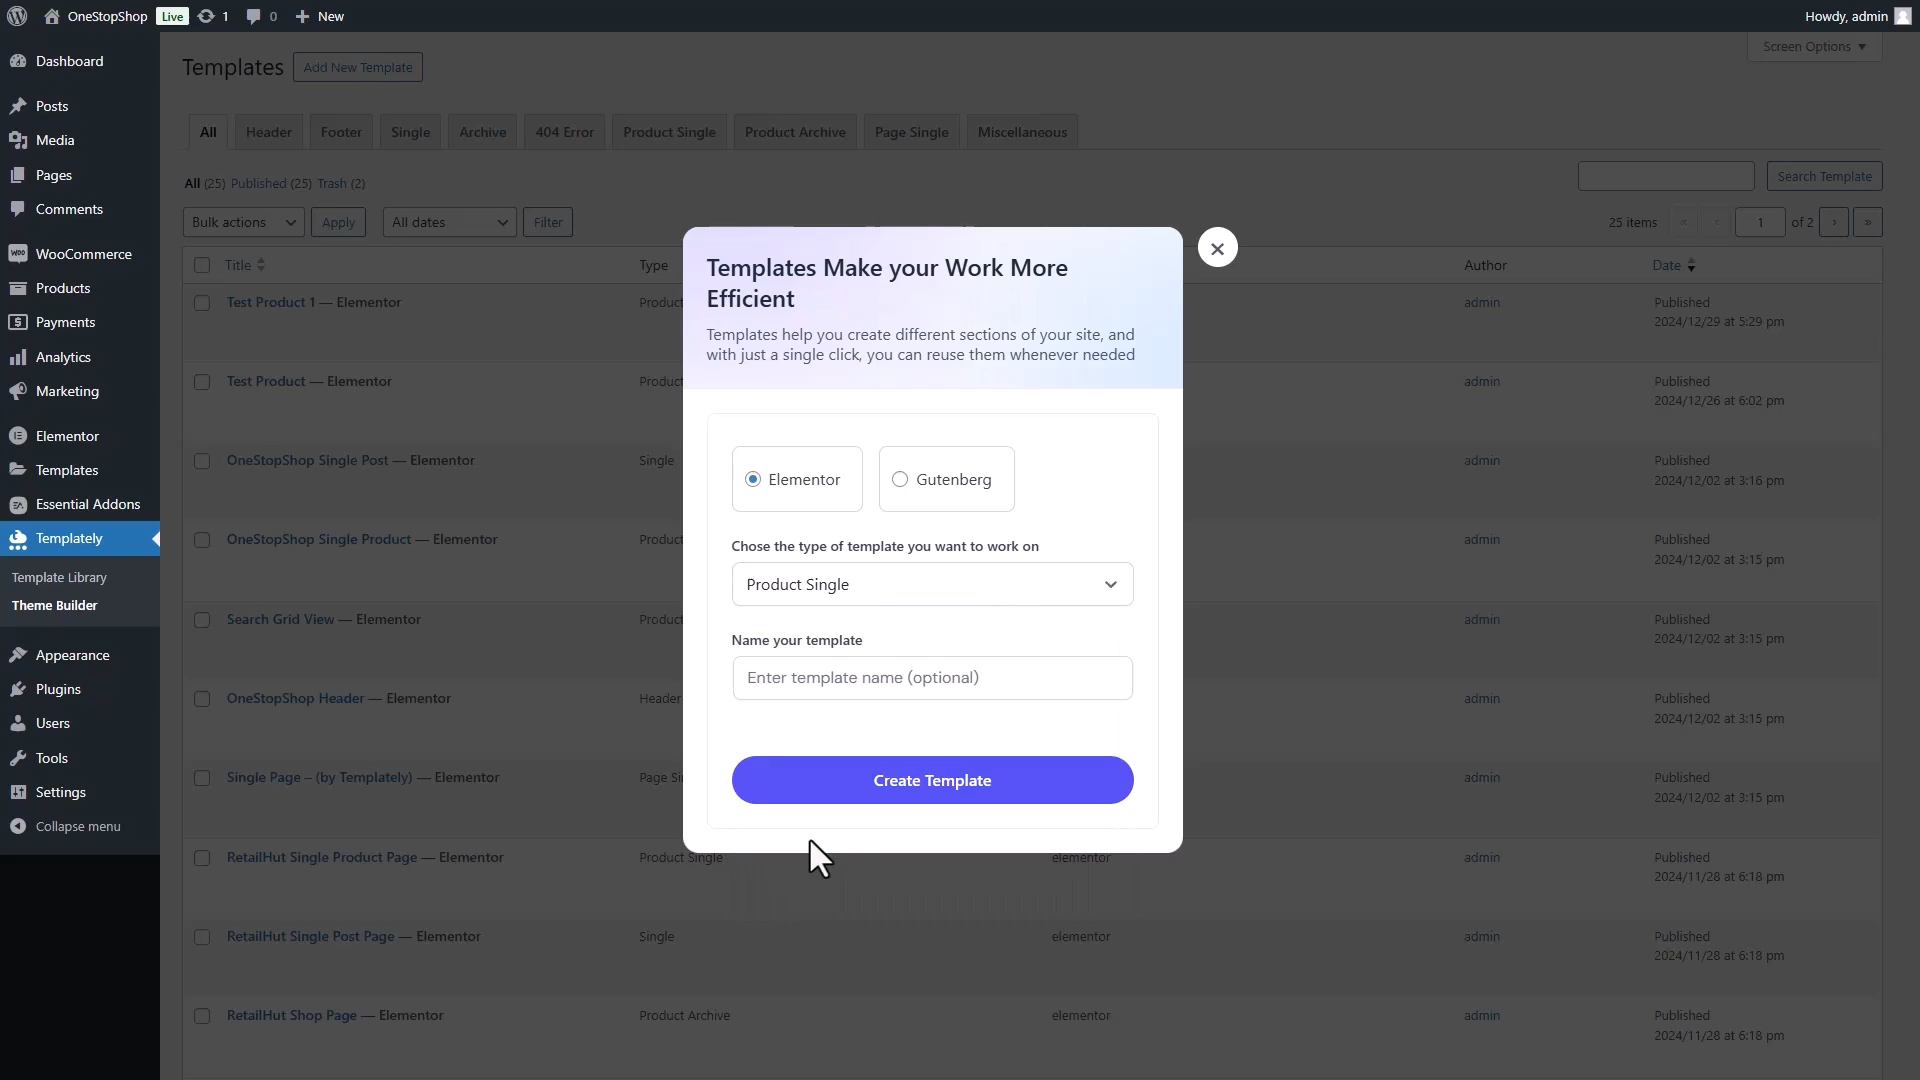 OneStopShop Live 1 0 New Howdy, admin
Dashboard
Posts
Media
Pages
Comments
WooCommerce
Products
Payments
Analytics
Marketing
Elementor
Templates
Essential Addons
Templately
Template Library
Theme Builder
Appearance
Plugins
Users
Tools
Settings
Collapse menu
Screen Options
Templates Add New Template
All Header Footer Single Archive 404 Error Product Single Product Archive Page Single Miscellaneous
All (25) Published (25) Trash (2)
Search Template
Bulk actions Apply All dates Filter
25 items « ‹ 1 of 2 › »
Title Type Author Date
Test Product 1 — Elementor Product admin Published
2024/12/29 at 5:29 pm
Test Product — Elementor Product admin Published
2024/12/26 at 6:02 pm
OneStopShop Single Post — Elementor Single admin Published
2024/12/02 at 3:16 pm
OneStopShop Single Product — Elementor Product admin Published
2024/12/02 at 3:15 pm
Search Grid View — Elementor Product admin Published
2024/12/02 at 3:15 pm
OneStopShop Header — Elementor Header admin Published
2024/12/02 at 3:15 pm
Single Page – (by Templately) — Elementor Page Si admin Published
2024/12/02 at 3:15 pm
RetailHut Single Product Page — Elementor Product Single elementor admin Published
2024/11/28 at 6:18 pm
RetailHut Single Post Page — Elementor Single elementor admin Published
2024/11/28 at 6:18 pm
RetailHut Shop Page — Elementor Product Archive elementor admin Published
2024/11/28 at 6:18 pm
Templates Make your Work More
Efficient
Templates help you create different sections of your site, and
with just a single click, you can reuse them whenever needed
Elementor Gutenberg
Chose the type of template you want to work on
Product Single
Name your template
Enter template name (optional)
Create Template